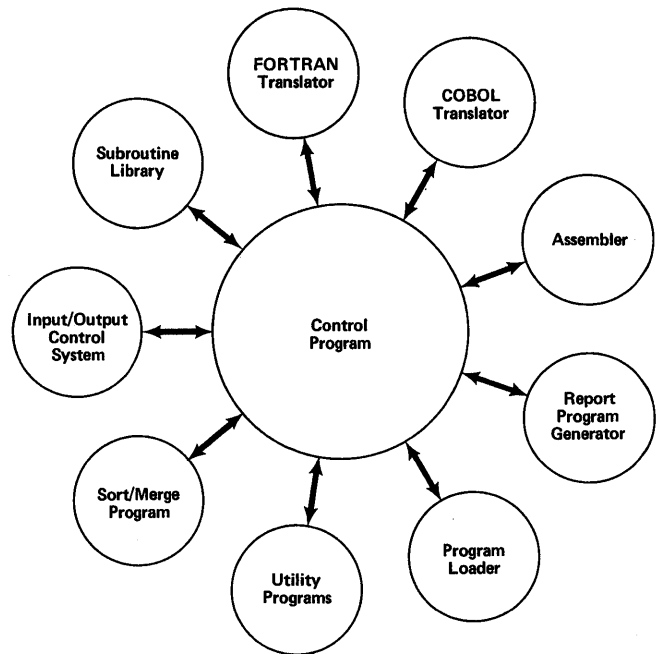 FORTRAN
Translator
COBOL
Translator
Subroutine
Library
Assembler
Input/Output
Control
System
Control
Program
Report
Program
Generator
Sort/Merge
Program
Program
Loader
Utility
Programs